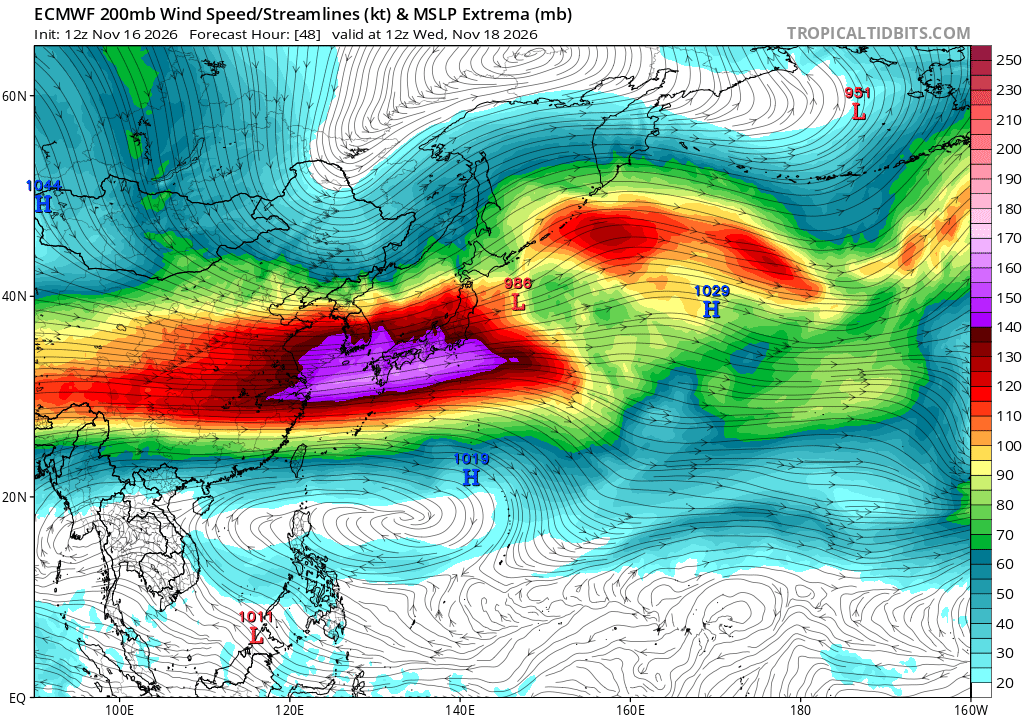 ECMWF 200mb Wind Speed/Streamlines (kt) & MSLP Extrema (mb)
Init: 12z Nov 16 2026 Forecast Hour: [48] valid at 12z Wed, Nov 18 2026
TROPICALTIDBITS.COM
60N
40N
20N
EQ
100E
120E
140E
160E
180
160W
951
L
1044
H
986
L
1029
H
1019
H
1011
L
250
230
210
200
190
180
170
160
150
140
130
120
110
100
90
80
70
60
50
40
30
20